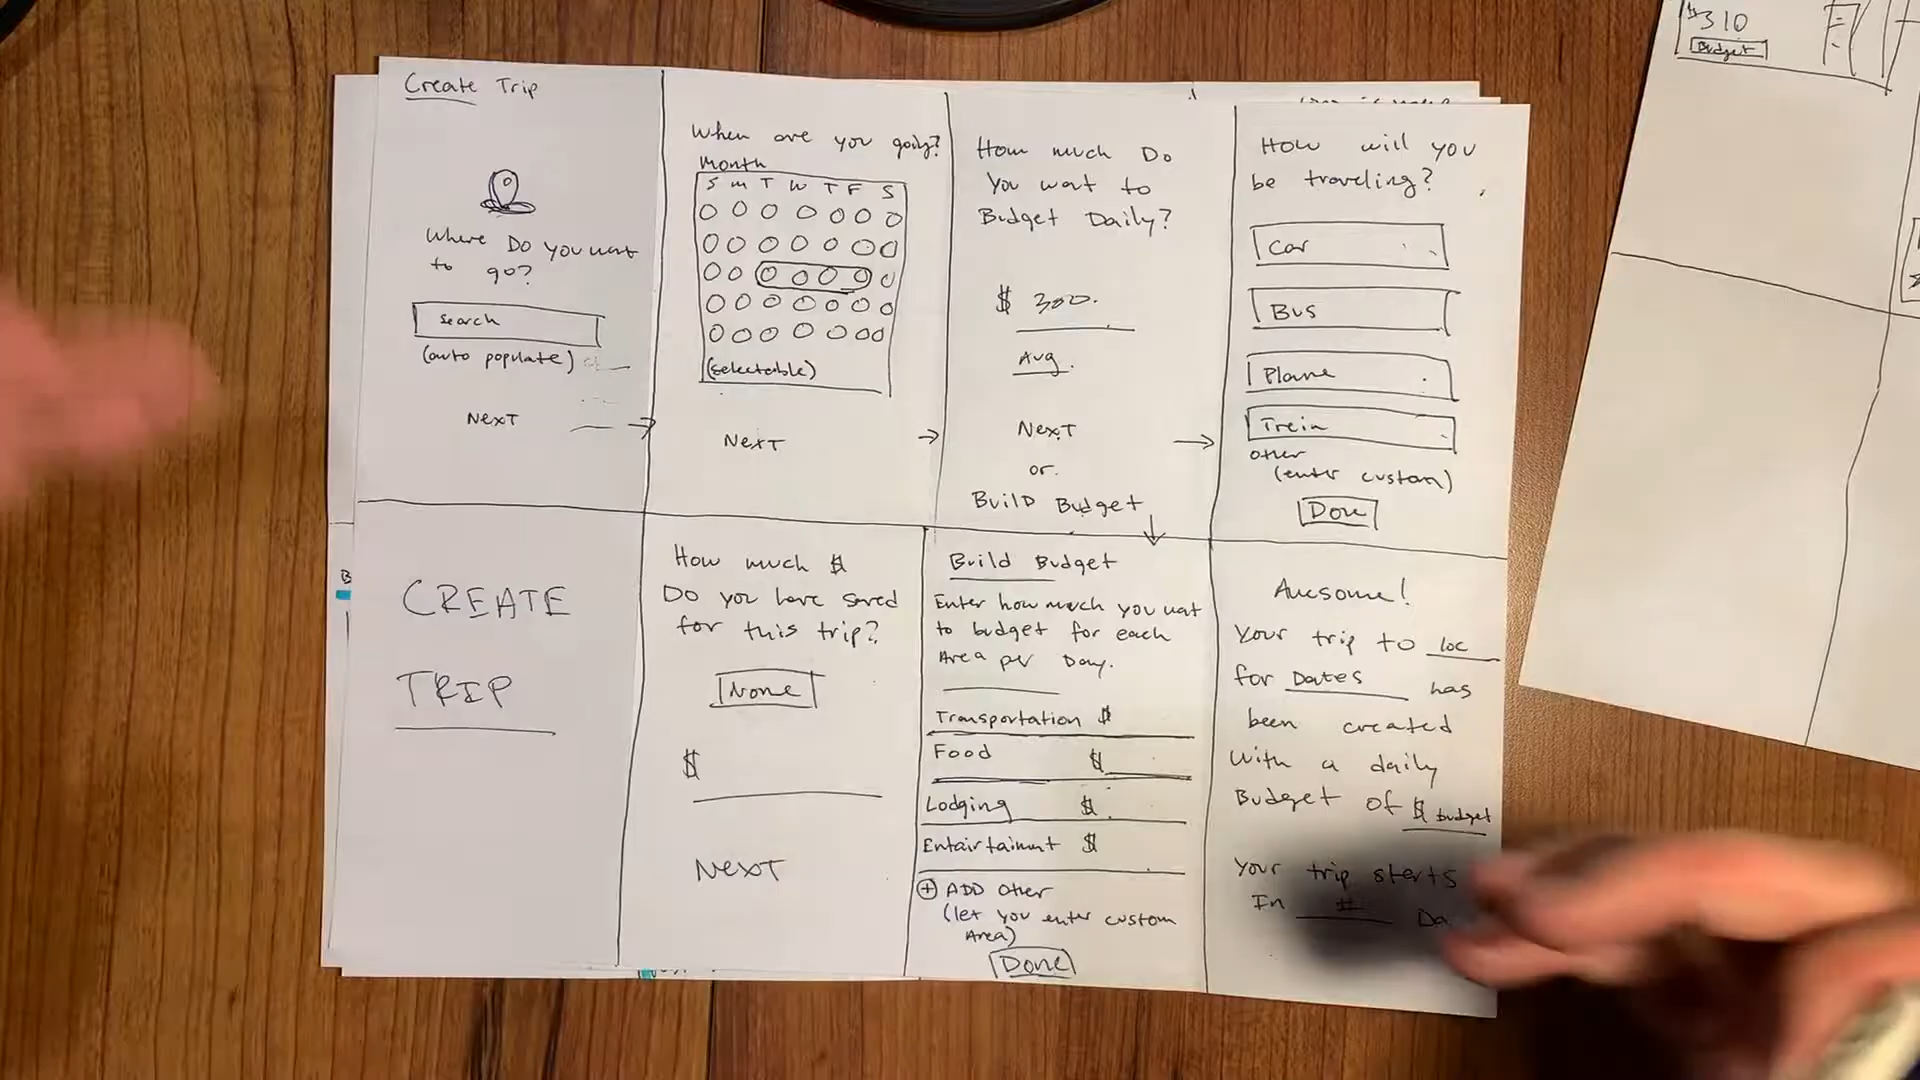 Create Trip
Where Do you want
to go?
Search
(auto populate)
NEXT
When are you going?
Month
S M T W T F S
(selectable)
NEXT
How much Do
You want to
Budget Daily?
$ 300.
Avg.
NEXT
or
Build Budget
How will you
be traveling?
Car
Bus
Plane
Train
other
(enter custom)
Done
CREATE
TRIP
How much $
Do you have saved
for this trip?
None
$
NEXT
Build Budget
Enter how much you want
to budget for each
Area per Day.
Transportation $
Food $
Lodging $
Entairtaimnt $
+ ADD other
(let you enter custom
Area)
Done
Awesome!
Your trip to loc
for Dates has
been created
with a daily
Budget of $ budget
Your trip starts
In #
$310
Budget
B